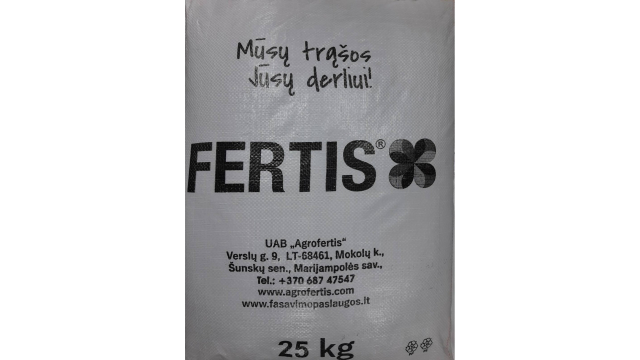 Mūsų trąšos
Jūsų derliui!
FERTIS®
UAB „Agrofertis“
Verslų g. 9, LT-68461, Mokolų k.,
Šunskų sen., Marijampolės sav.,
Tel.: +370 687 47547
www.agrofertis.com
www.fasavimopaslaugos.lt
25 kg